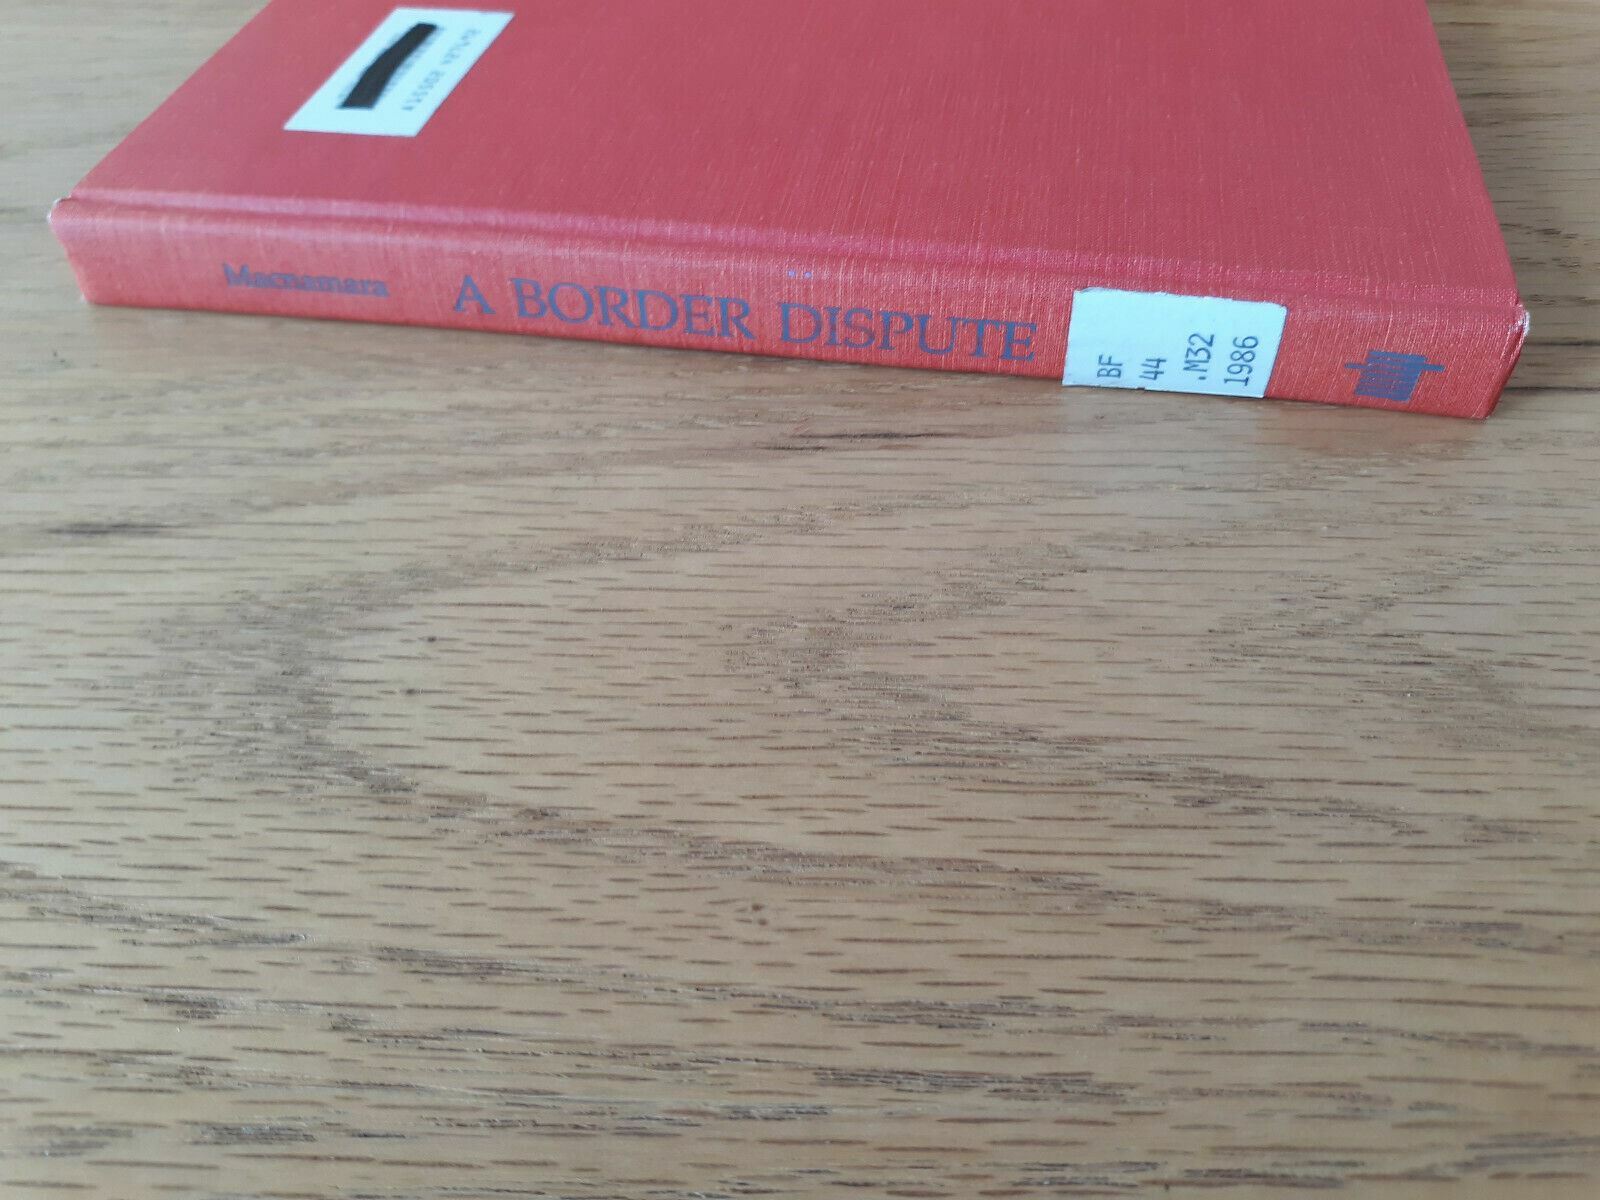 Macnamara
A BORDER DISPUTE
BF
44
.M32
1986